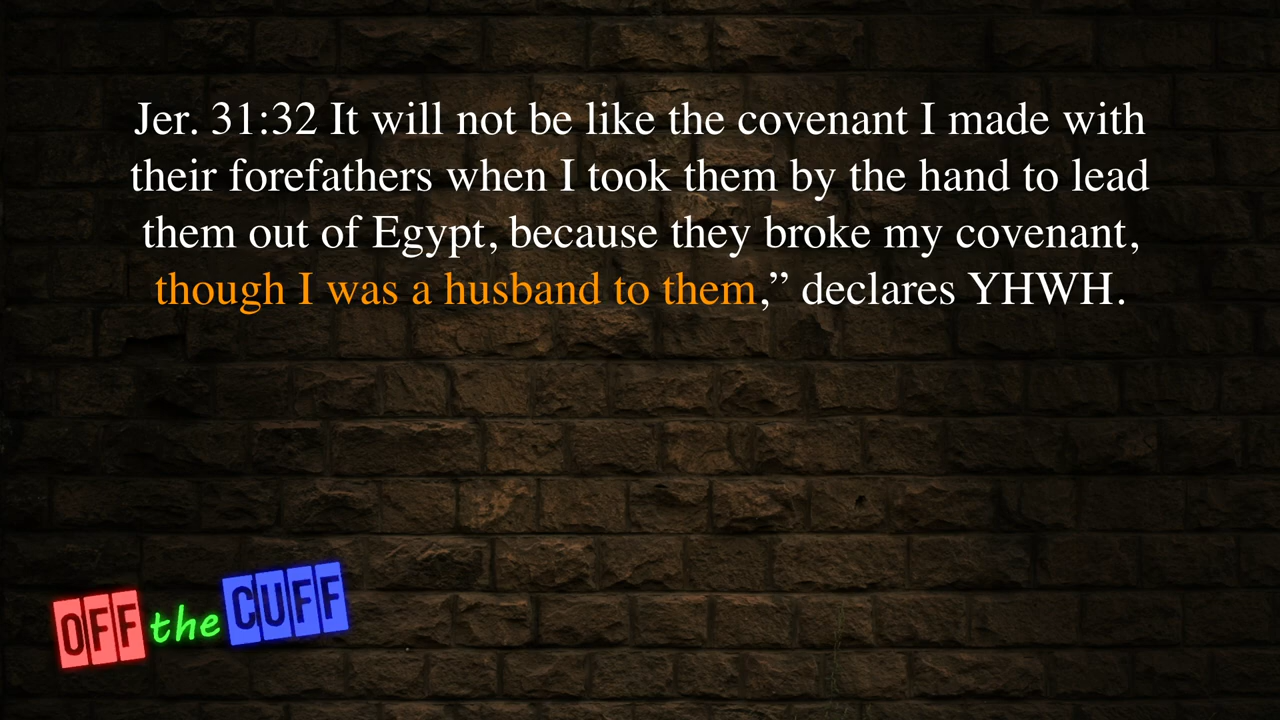 Jer. 31:32 It will not be like the covenant I made with
their forefathers when I took them by the hand to lead
them out of Egypt, because they broke my covenant,
though I was a husband to them,” declares YHWH.
OFF the CUFF